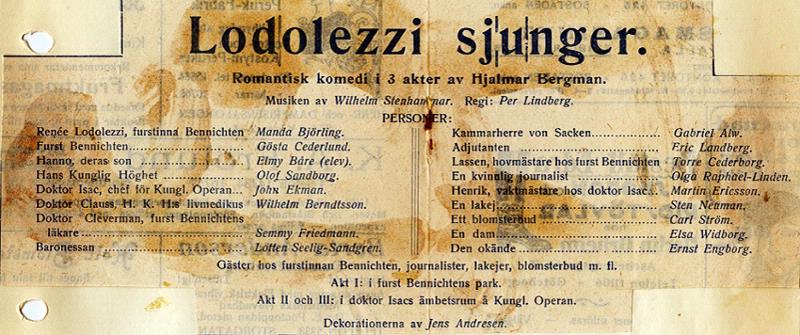 Lodolezzi sjunger.
Romantisk komedi i 3 akter av Hjalmar Bergman.
Musiken av Wilhelm Stenhammar. Regi: Per Lindberg.
PERSONER:
Renée Lodolezzi, furstinna Bennichten Manda Björling.
Furst Bennichten Gösta Cederlund.
Hanno, deras son Elmy Båre (elev).
Hans Kunglig Höghet Olof Sandborg.
Doktor Isac, chef för Kungl. Operan... John Ekman.
Doktor Clauss, H. K. H:s livmedikus Wilhelm Berndtsson.
Doktor Cleverman, furst Bennichtens
läkare Semmy Friedmann.
Baronessan Lotten Seelig-Sandgren.
Kammarherre von Sacken Gabriel Alw.
Adjutanten Eric Landberg.
Lassen, hovmästare hos furst Bennichten Torre Cederborg.
En kvinnlig journalist Olga Raphael-Linden.
Henrik, vaktmästare hos doktor Isac... Martin Ericsson.
En lakej Sten Neuman.
Ett blomsterbud Carl Ström.
En dam Elsa Widborg.
Den okände Ernst Engborg.
Gäster hos furstinnan Bennichten, journalister, lakejer, blomsterbud m. fl.
Akt I: i furst Bennichtens park.
Akt II och III: i doktor Isacs ämbetsrum å Kungl. Operan.
Dekorationerna av Jens Andresen.